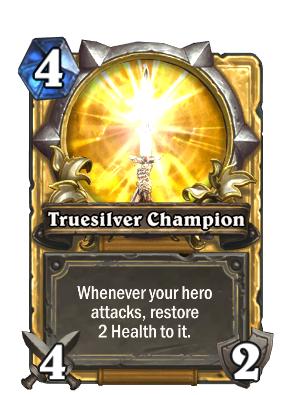 4
Truesilver Champion
Whenever your hero
attacks, restore
2 Health to it.
4
2